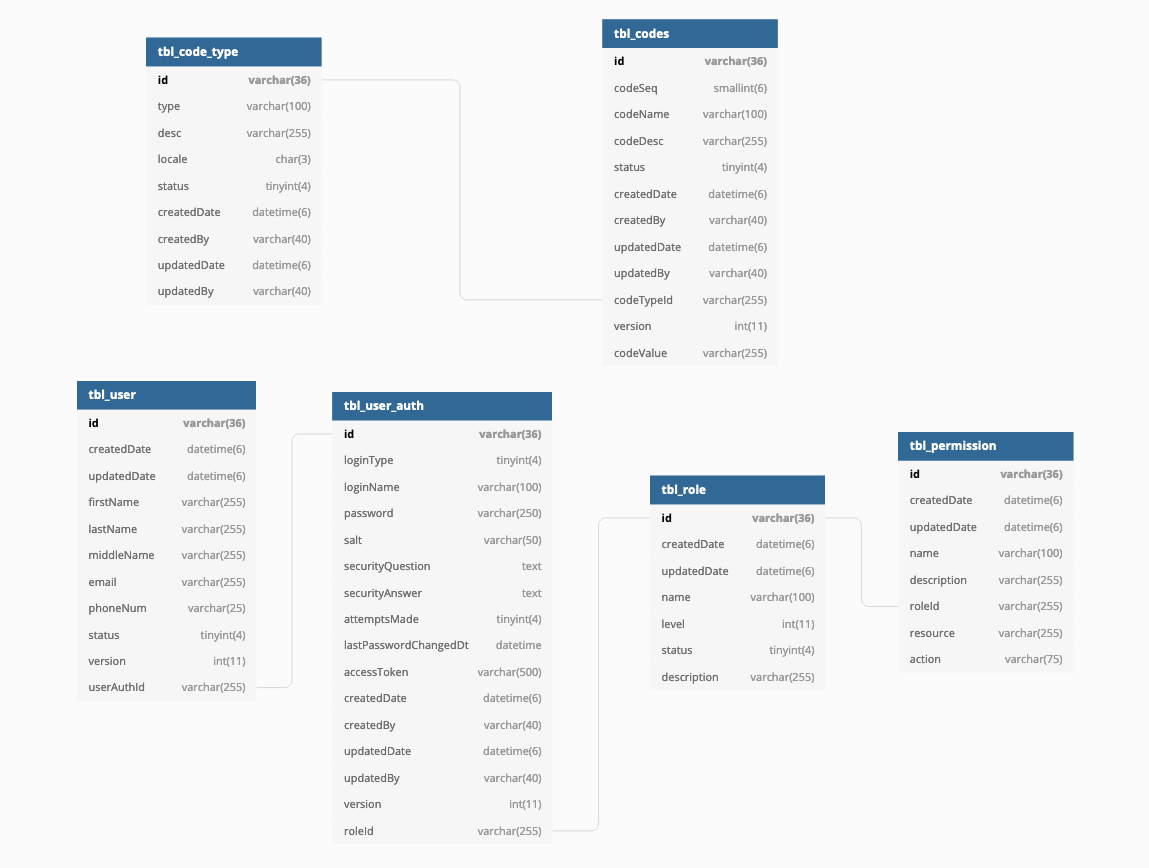 tbl_code_type
id varchar(36)
type varchar(100)
desc varchar(255)
locale char(3)
status tinyint(4)
createdDate datetime(6)
createdBy varchar(40)
updatedDate datetime(6)
updatedBy varchar(40)
tbl_codes
id varchar(36)
codeSeq smallint(6)
codeName varchar(100)
codeDesc varchar(255)
status tinyint(4)
createdDate datetime(6)
createdBy varchar(40)
updatedDate datetime(6)
updatedBy varchar(40)
codeTypeId varchar(255)
version int(11)
codeValue varchar(255)
tbl_user
id varchar(36)
createdDate datetime(6)
updatedDate datetime(6)
firstName varchar(255)
lastName varchar(255)
middleName varchar(255)
email varchar(255)
phoneNum varchar(25)
status tinyint(4)
version int(11)
userAuthId varchar(255)
tbl_user_auth
id varchar(36)
loginType tinyint(4)
loginName varchar(100)
password varchar(250)
salt varchar(50)
securityQuestion text
securityAnswer text
attemptsMade tinyint(4)
lastPasswordChangedDt datetime
accessToken varchar(500)
createdDate datetime(6)
createdBy varchar(40)
updatedDate datetime(6)
updatedBy varchar(40)
version int(11)
roleId varchar(255)
tbl_role
id varchar(36)
createdDate datetime(6)
updatedDate datetime(6)
name varchar(100)
level int(11)
status tinyint(4)
description varchar(255)
tbl_permission
id varchar(36)
createdDate datetime(6)
updatedDate datetime(6)
name varchar(100)
description varchar(255)
roleId varchar(255)
resource varchar(255)
action varchar(75)